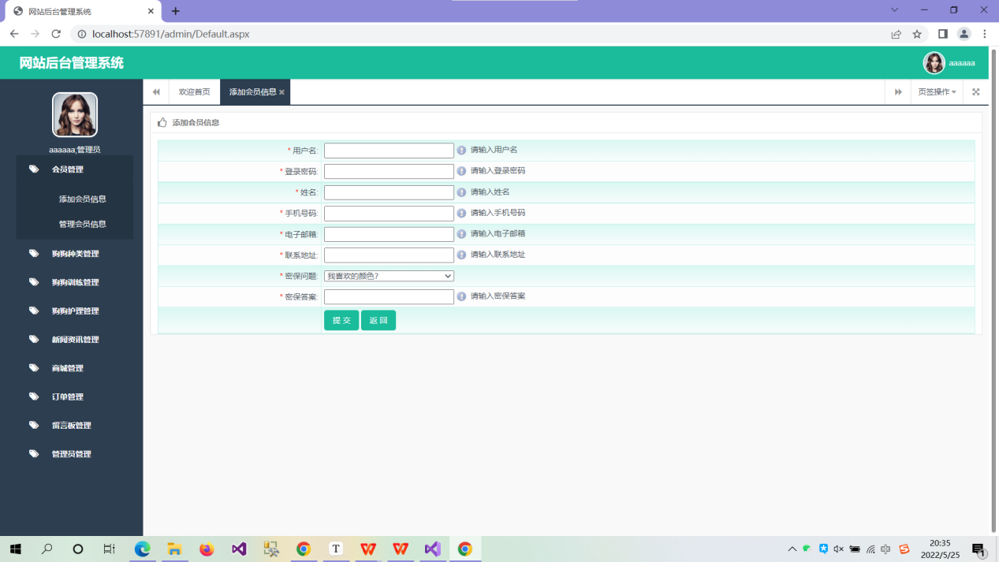 网站后台管理系统
localhost:57891/admin/Default.aspx
网站后台管理系统
aaaaaa
aaaaaa;管理员
会员管理
添加会员信息
管理会员信息
狗狗种类管理
狗狗训练管理
狗狗护理管理
新闻资讯管理
商城管理
订单管理
留言板管理
管理员管理
欢迎首页
添加会员信息
页签操作
添加会员信息
* 用户名: 请输入用户名
* 登录密码: 请输入登录密码
* 姓名: 请输入姓名
* 手机号码: 请输入手机号码
* 电子邮箱: 请输入电子邮箱
* 联系地址: 请输入联系地址
* 密保问题: 我喜欢的颜色?
* 密保答案: 请输入密保答案
提 交 返 回
20:35
2022/5/25
1